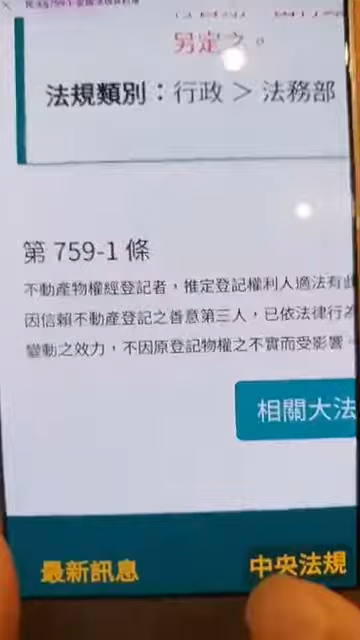 另定之。
法規類別：行政 > 法務部
第 759-1 條
不動產物權經登記者，推定登記權利人適法有此
因信賴不動產登記之善意第三人，已依法律行為
變動之效力，不因原登記物權之不實而受影響。
相關大法
最新訊息
中央法規